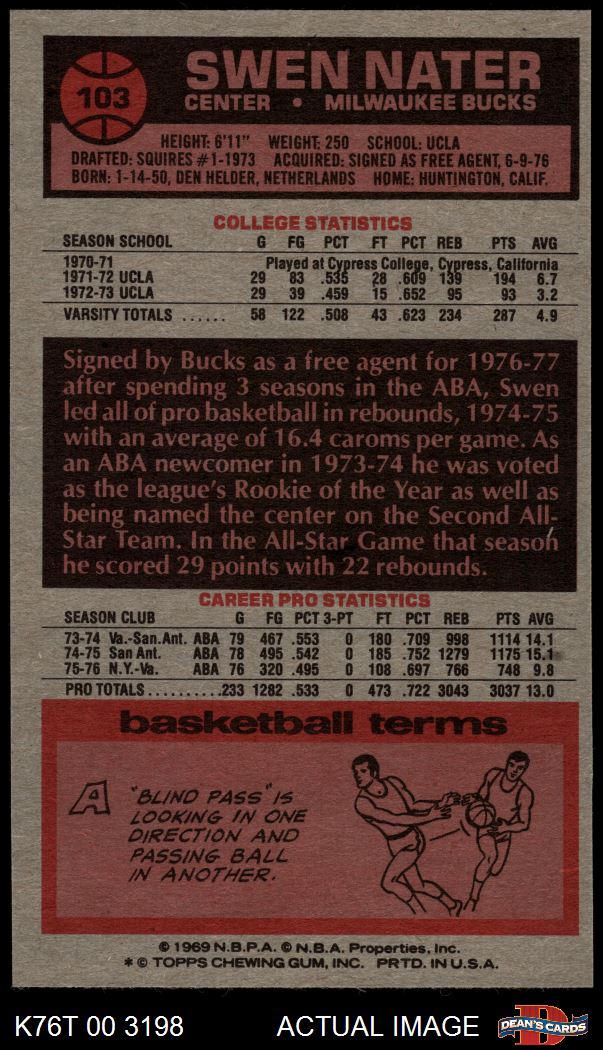 103
SWEN NATER
CENTER • MILWAUKEE BUCKS
HEIGHT: 6'11" WEIGHT: 250 SCHOOL: UCLA
DRAFTED: SQUIRES #1-1973 ACQUIRED: SIGNED AS FREE AGENT, 6-9-76
BORN: 1-14-50, DEN HELDER, NETHERLANDS HOME: HUNTINGTON, CALIF.
COLLEGE STATISTICS
SEASON SCHOOL G FG PCT FT PCT REB PTS AVG
1970-71 Played at Cypress College, Cypress, California
1971-72 UCLA 29 83 .535 28 .609 139 194 6.7
1972-73 UCLA 29 39 .459 15 .652 95 93 3.2
VARSITY TOTALS ...... 58 122 .508 43 .623 234 287 4.9
Signed by Bucks as a free agent for 1976-77
after spending 3 seasons in the ABA, Swen
led all of pro basketball in rebounds, 1974-75
with an average of 16.4 caroms per game. As
an ABA newcomer in 1973-74 he was voted
as the league's Rookie of the Year as well as
being named the center on the Second All-
Star Team. In the All-Star Game that season
he scored 29 points with 22 rebounds.
CAREER PRO STATISTICS
SEASON CLUB G FG PCT 3-PT FT PCT REB PTS AVG
73-74 Va.-San.Ant. ABA 79 467 .553 0 180 .709 998 1114 14.1
74-75 San Ant. ABA 78 495 .542 0 185 .752 1279 1175 15.1
75-76 N.Y.-Va. ABA 76 320 .495 0 108 .697 766 748 9.8
PRO TOTALS..........233 1282 .533 0 473 .722 3043 3037 13.0
basketball terms
A "BLIND PASS" IS
LOOKING IN ONE
DIRECTION AND
PASSING BALL
IN ANOTHER.
© 1969 N.B.P.A. © N.B.A. Properties, Inc.
* © TOPPS CHEWING GUM, INC. PRTD. IN U.S.A.
K76T 00 3198 ACTUAL IMAGE
D
DEAN'S CARDS